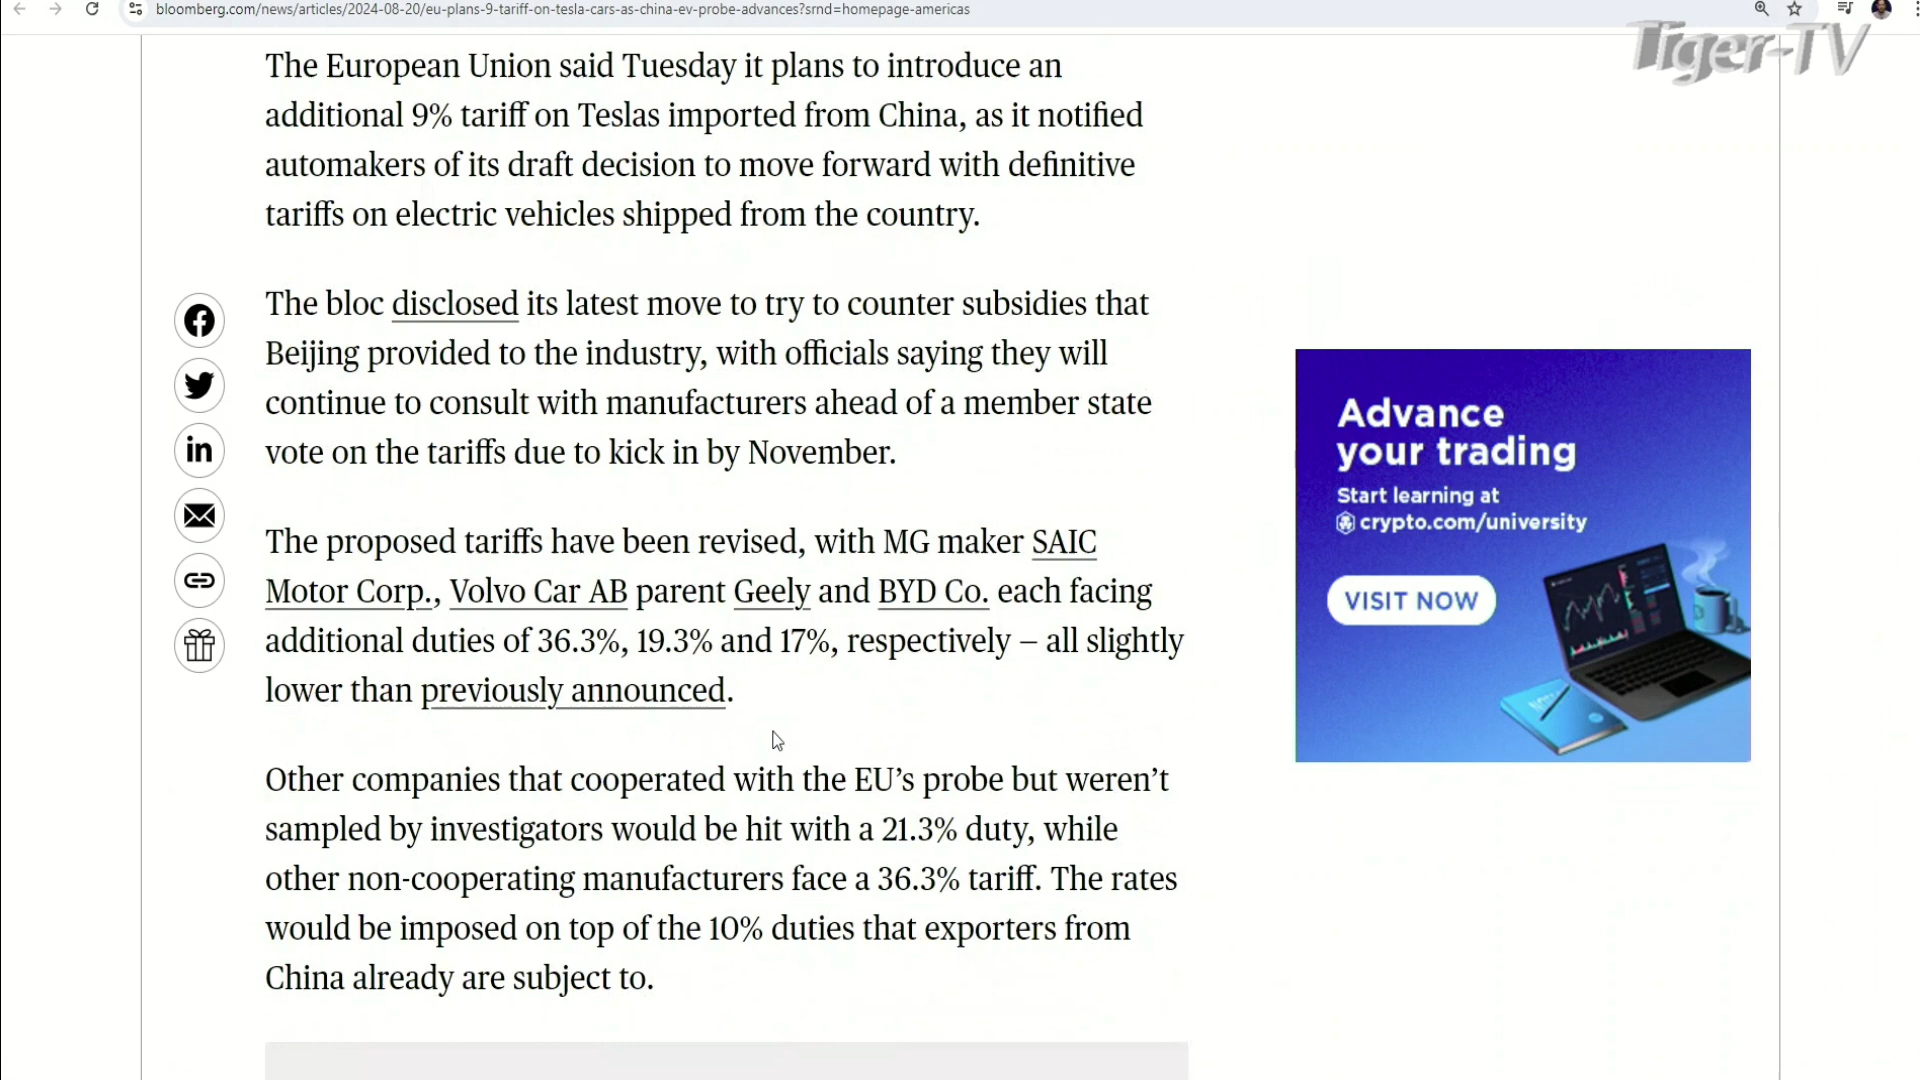 bloomberg.com/news/articles/2024-08-20/eu-plans-9-tariff-on-tesla-cars-as-china-ev-probe-advances?srnd=homepage-americas
Tiger-TV
The European Union said Tuesday it plans to introduce an
additional 9% tariff on Teslas imported from China, as it notified
automakers of its draft decision to move forward with definitive
tariffs on electric vehicles shipped from the country.
The bloc disclosed its latest move to try to counter subsidies that
Beijing provided to the industry, with officials saying they will
continue to consult with manufacturers ahead of a member state
vote on the tariffs due to kick in by November.
The proposed tariffs have been revised, with MG maker SAIC
Motor Corp., Volvo Car AB parent Geely and BYD Co. each facing
additional duties of 36.3%, 19.3% and 17%, respectively – all slightly
lower than previously announced.
Other companies that cooperated with the EU’s probe but weren’t
sampled by investigators would be hit with a 21.3% duty, while
other non-cooperating manufacturers face a 36.3% tariff. The rates
would be imposed on top of the 10% duties that exporters from
China already are subject to.
Advance
your trading
Start learning at
crypto.com/university
VISIT NOW